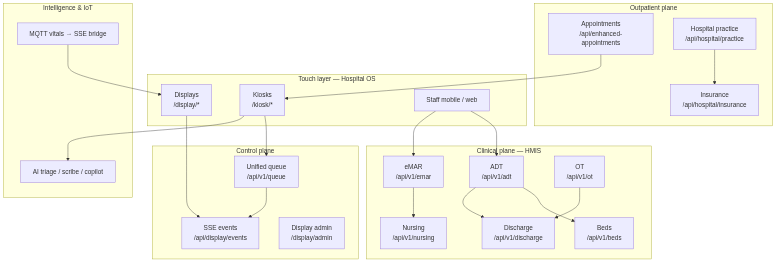 Intelligence & IoT
MQTT vitals → SSE bridge
AI triage / scribe / copilot
Outpatient plane
Appointments
/api/enhanced-
appointments
Hospital practice
/api/hospital/practice
Insurance
/api/hospital/insurance
Touch layer — Hospital OS
Displays
/display/*
Kiosks
/kiosk/*
Staff mobile / web
Control plane
Unified queue
/api/v1/queue
SSE events
/api/display/events
Display admin
/display/admin
Clinical plane — HMIS
eMAR
/api/v1/emar
ADT
/api/v1/adt
OT
/api/v1/ot
Nursing
/api/v1/nursing
Discharge
/api/v1/discharge
Beds
/api/v1/beds